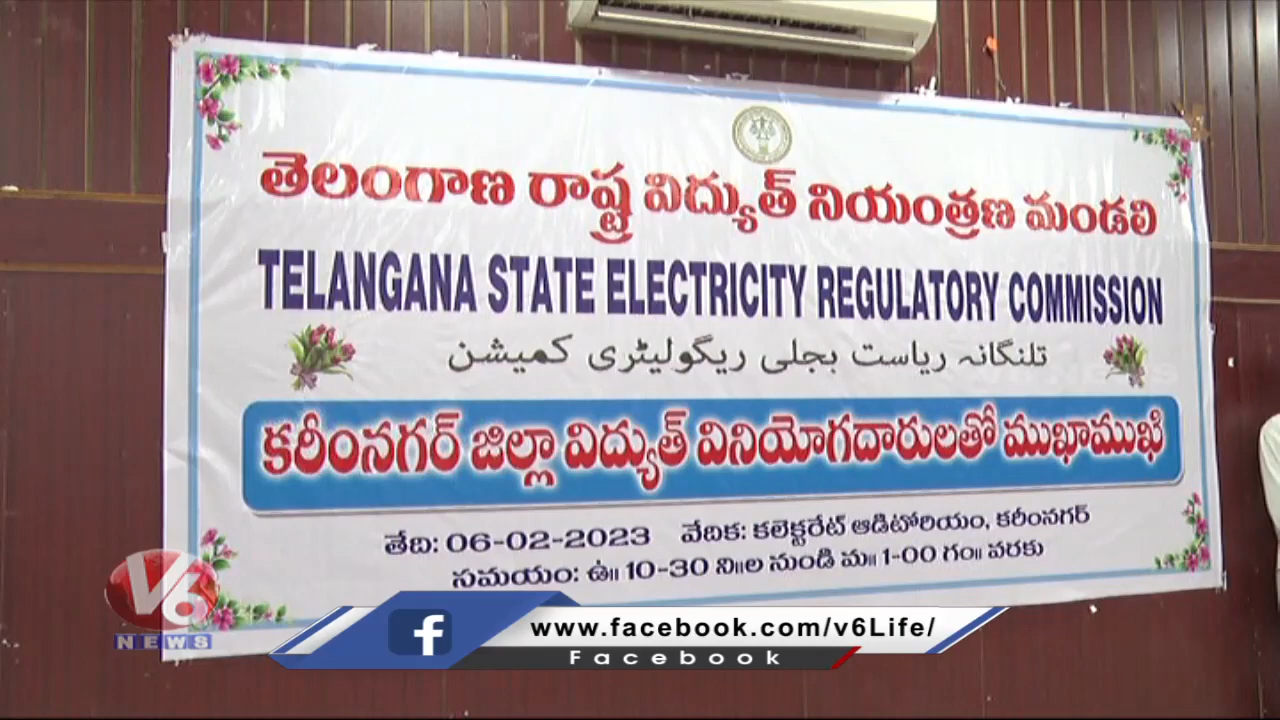 తెలంగాణ రాష్ట్ర విద్యుత్ నియంత్రణ మండలి
TELANGANA STATE ELECTRICITY REGULATORY COMMISSION
تلنگانہ ریاست بجلی ریگولیٹری کمیشن
కరీంనగర్ జిల్లా విద్యుత్ వినియోగదారులతో ముఖాముఖి
తేది: 06-02-2023 వేదిక: కలెక్టరేట్ ఆడిటోరియం, కరీంనగర్
సమయం: ఉ॥ 10-30 ని॥ల నుండి మ॥ 1-00 గం॥ వరకు
V6
NEWS
f www.facebook.com/v6Life/
Facebook